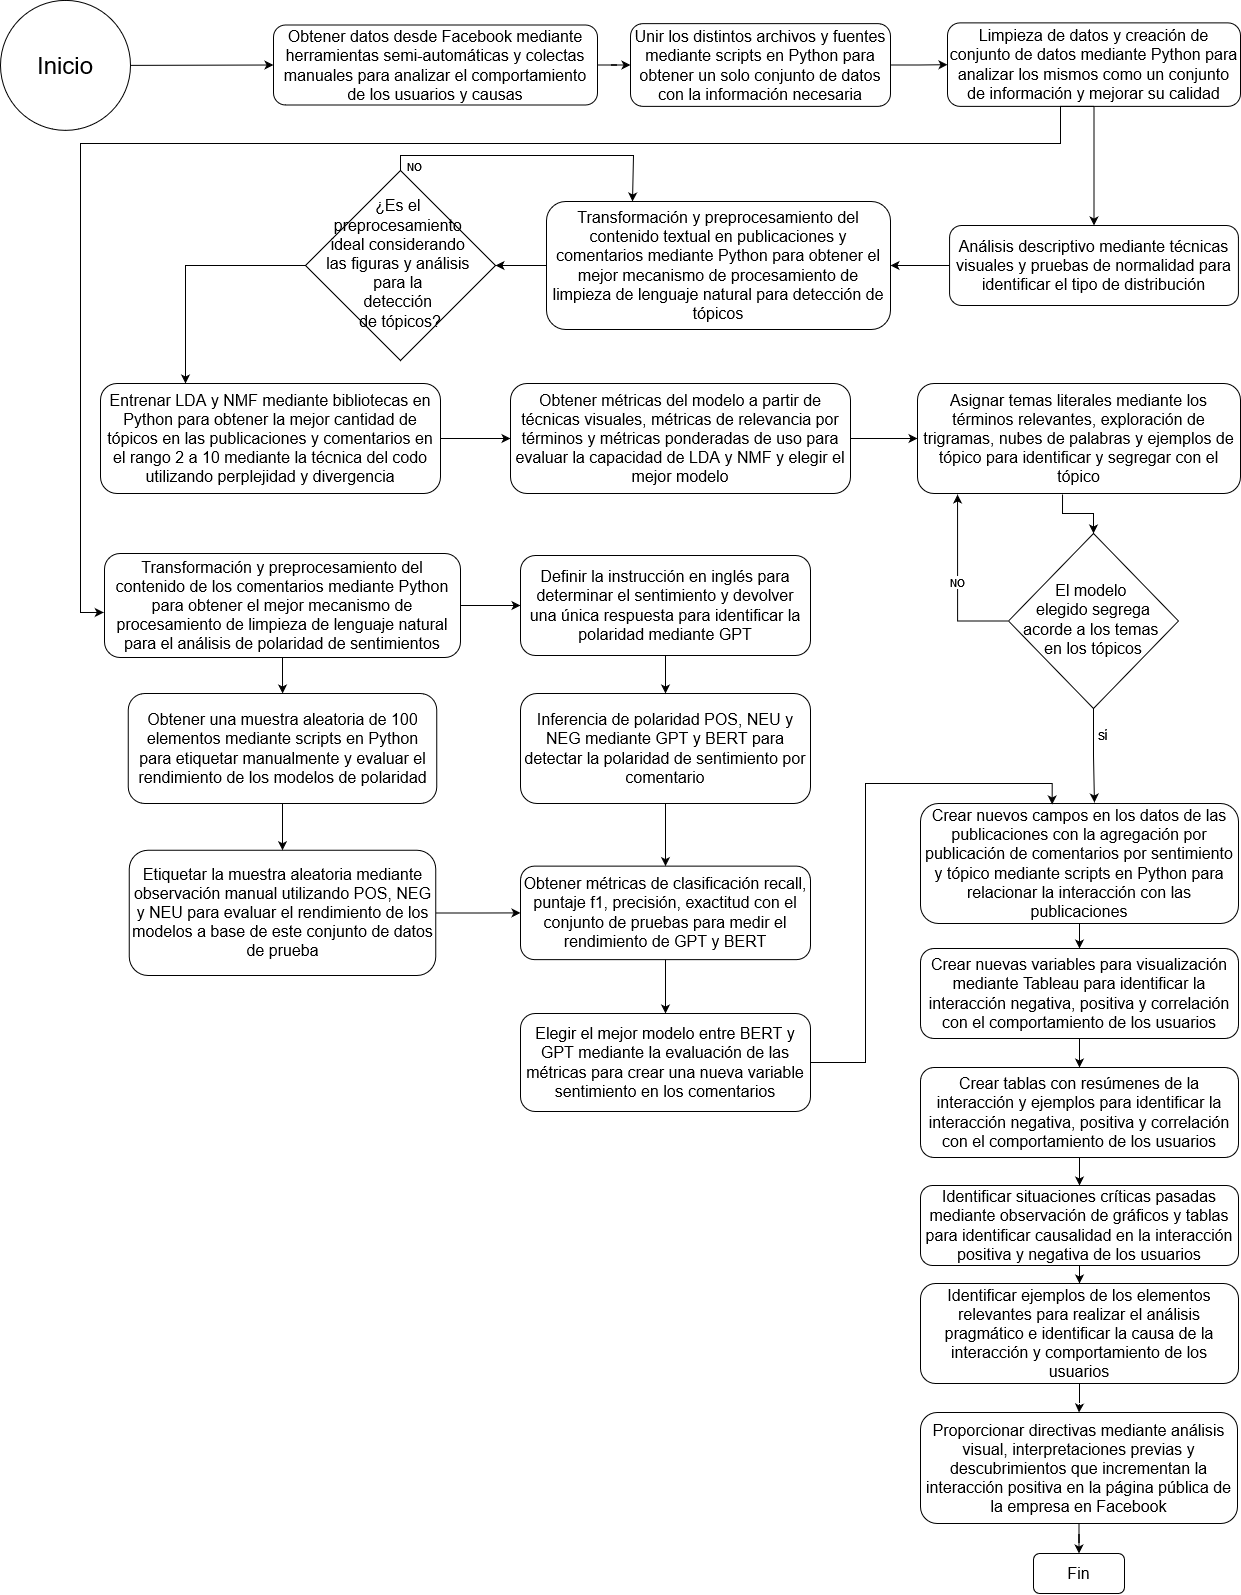 Inicio
Obtener datos desde Facebook mediante
herramientas semi-automáticas y colectas
manuales para analizar el comportamiento
de los usuarios y causas
Unir los distintos archivos y fuentes
mediante scripts en Python para
obtener un solo conjunto de datos
con la información necesaria
Limpieza de datos y creación de
conjunto de datos mediante Python para
analizar los mismos como un conjunto
de información y mejorar su calidad
NO
¿Es el
preprocesamiento
ideal considerando
las figuras y análisis
para la
detección
de tópicos?
Transformación y preprocesamiento del
contenido textual en publicaciones y
comentarios mediante Python para obtener el
mejor mecanismo de procesamiento de
limpieza de lenguaje natural para detección de
tópicos
Análisis descriptivo mediante técnicas
visuales y pruebas de normalidad para
identificar el tipo de distribución
Entrenar LDA y NMF mediante bibliotecas en
Python para obtener la mejor cantidad de
tópicos en las publicaciones y comentarios en
el rango 2 a 10 mediante la técnica del codo
utilizando perplejidad y divergencia
Obtener métricas del modelo a partir de
técnicas visuales, métricas de relevancia por
términos y métricas ponderadas de uso para
evaluar la capacidad de LDA y NMF y elegir el
mejor modelo
Asignar temas literales mediante los
términos relevantes, exploración de
trigramas, nubes de palabras y ejemplos de
tópico para identificar y segregar con el
tópico
NO
El modelo
elegido segrega
acorde a los temas
en los tópicos
si
Transformación y preprocesamiento del
contenido de los comentarios mediante Python
para obtener el mejor mecanismo de
procesamiento de limpieza de lenguaje natural
para el análisis de polaridad de sentimientos
Definir la instrucción en inglés para
determinar el sentimiento y devolver
una única respuesta para identificar la
polaridad mediante GPT
Obtener una muestra aleatoria de 100
elementos mediante scripts en Python
para etiquetar manualmente y evaluar el
rendimiento de los modelos de polaridad
Inferencia de polaridad POS, NEU y
NEG mediante GPT y BERT para
detectar la polaridad de sentimiento por
comentario
Etiquetar la muestra aleatoria mediante
observación manual utilizando POS, NEG
y NEU para evaluar el rendimiento de los
modelos a base de este conjunto de datos
de prueba
Obtener métricas de clasificación recall,
puntaje f1, precisión, exactitud con el
conjunto de pruebas para medir el
rendimiento de GPT y BERT
Elegir el mejor modelo entre BERT y
GPT mediante la evaluación de las
métricas para crear una nueva variable
sentimiento en los comentarios
Crear nuevos campos en los datos de las
publicaciones con la agregación por
publicación de comentarios por sentimiento
y tópico mediante scripts en Python para
relacionar la interacción con las
publicaciones
Crear nuevas variables para visualización
mediante Tableau para identificar la
interacción negativa, positiva y correlación
con el comportamiento de los usuarios
Crear tablas con resúmenes de la
interacción y ejemplos para identificar la
interacción negativa, positiva y correlación
con el comportamiento de los usuarios
Identificar situaciones críticas pasadas
mediante observación de gráficos y tablas
para identificar causalidad en la interacción
positiva y negativa de los usuarios
Identificar ejemplos de los elementos
relevantes para realizar el análisis
pragmático e identificar la causa de la
interacción y comportamiento de los
usuarios
Proporcionar directivas mediante análisis
visual, interpretaciones previas y
descubrimientos que incrementan la
interacción positiva en la página pública de
la empresa en Facebook
Fin